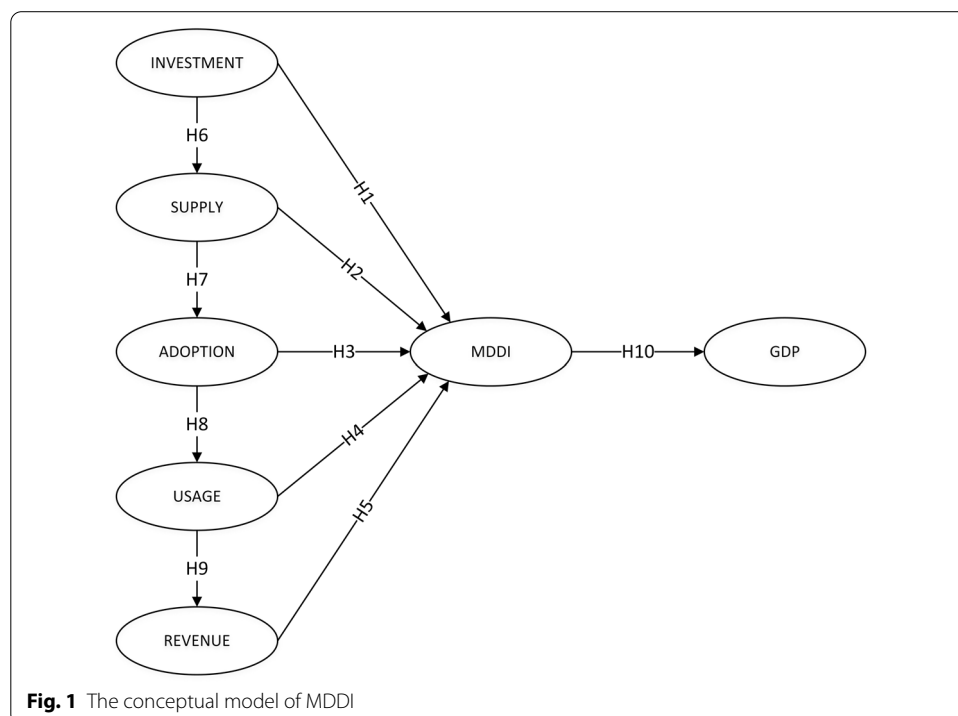 INVESTMENT
H6
H1
SUPPLY
H7
H2
ADOPTION
H3
MDDI
H10
GDP
H8
H4
USAGE
H9
H5
REVENUE
Fig. 1 The conceptual model of MDDI